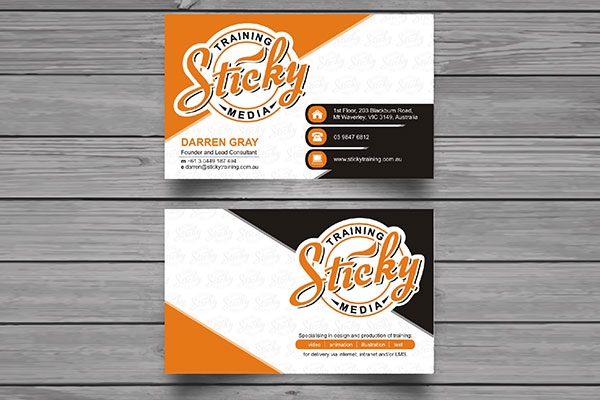 TRAINING
Sticky
MEDIA
DARREN GRAY
Founder and Lead Consultant
m +61 3 0449 187 494
e darren@stickytraining.com.au
1st Floor, 203 Blackburn Road,
Mt Waverley, VIC 3149, Australia
03 9847 6812
www.stickytraining.com.au
TRAINING
Sticky
MEDIA
Specialising in design and production of training:
video | animation | illustration | text
for delivery via internet, intranet and/or LMS.